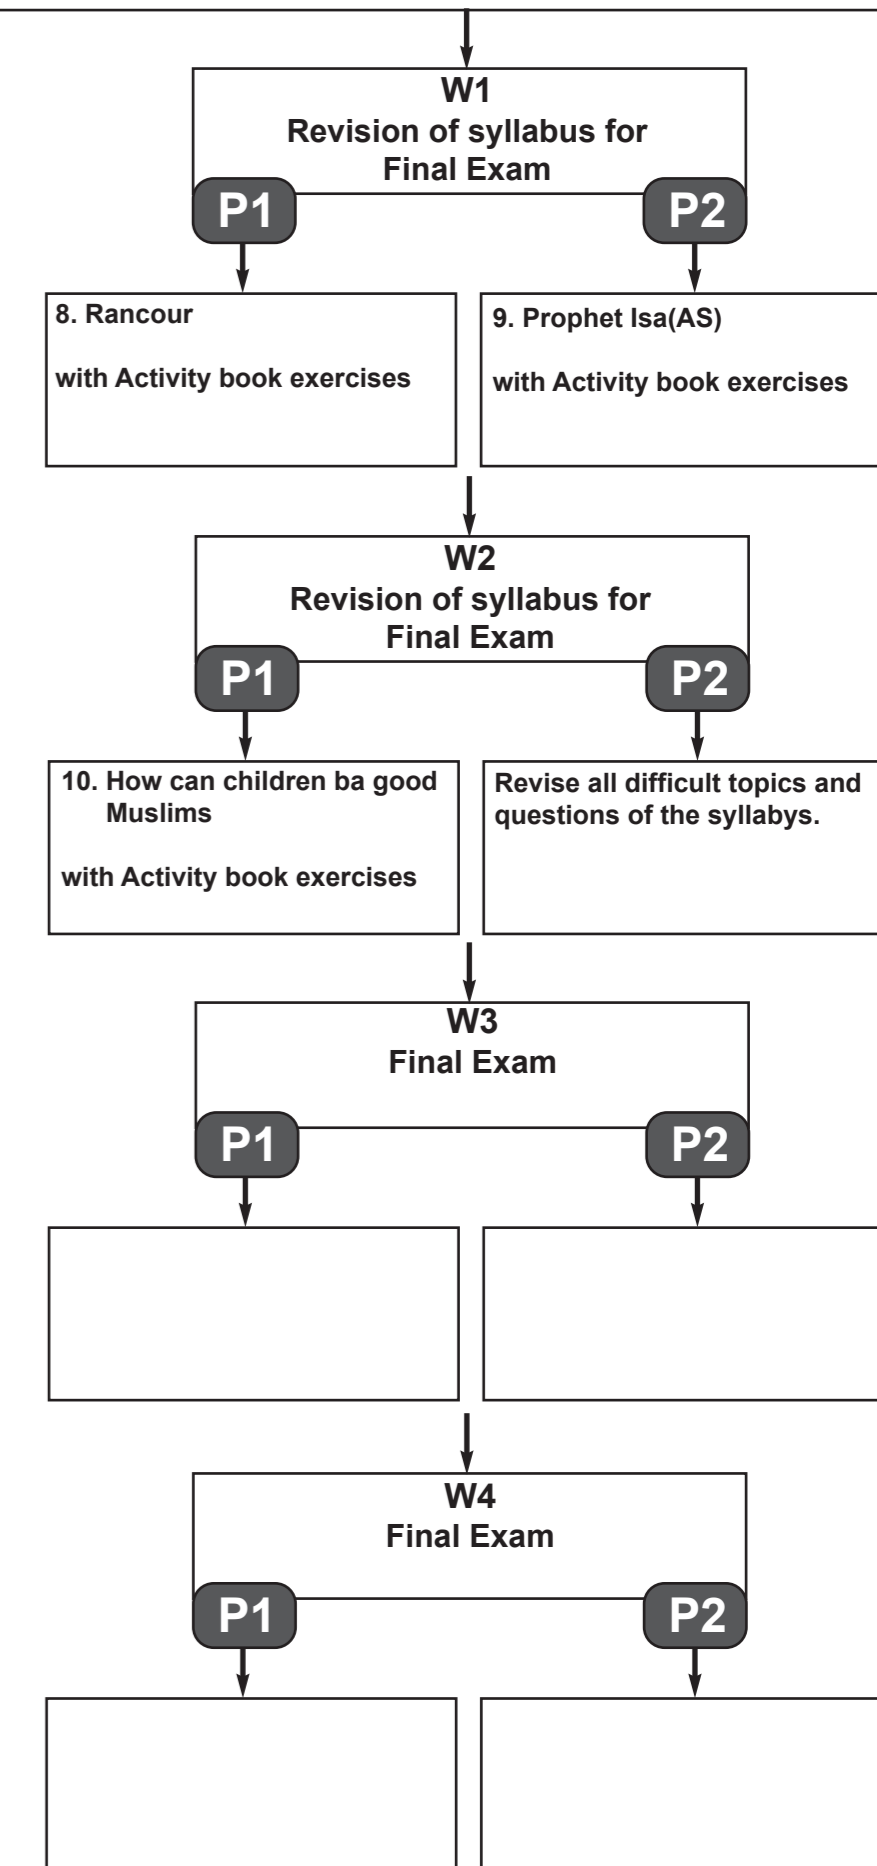 W1
Revision of syllabus for
Final Exam
P1
P2
8. Rancour
with Activity book exercises
9. Prophet Isa(AS)
with Activity book exercises
W2
Revision of syllabus for
Final Exam
P1
P2
10. How can children ba good
Muslims
with Activity book exercises
Revise all difficult topics and
questions of the syllabys.
W3
Final Exam
P1
P2
W4
Final Exam
P1
P2